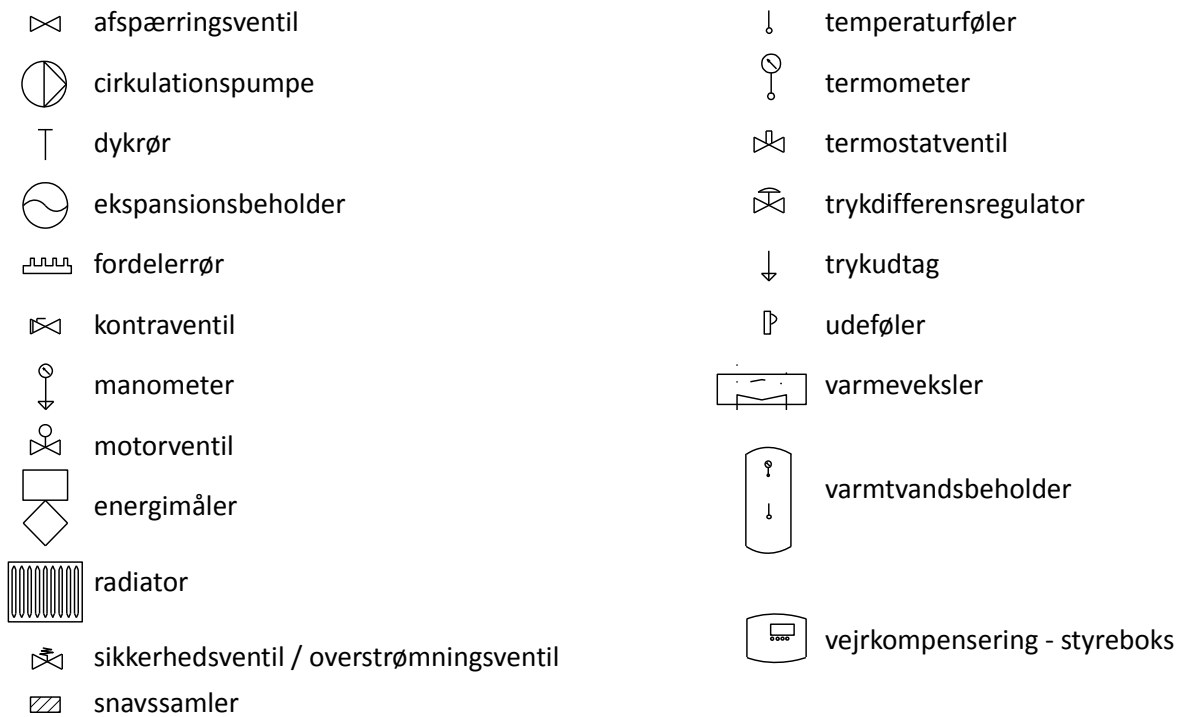 afspærringsventil
cirkulationspumpe
dykrør
ekspansionsbeholder
fordelerrør
kontraventil
manometer
motorventil
energimåler
radiator
sikkerhedsventil / overstrømningsventil
snavssamler
temperaturføler
termometer
termostatventil
trykdifferensregulator
trykudtag
udeføler
varmeveksler
varmtvandsbeholder
vejrkompensering - styreboks